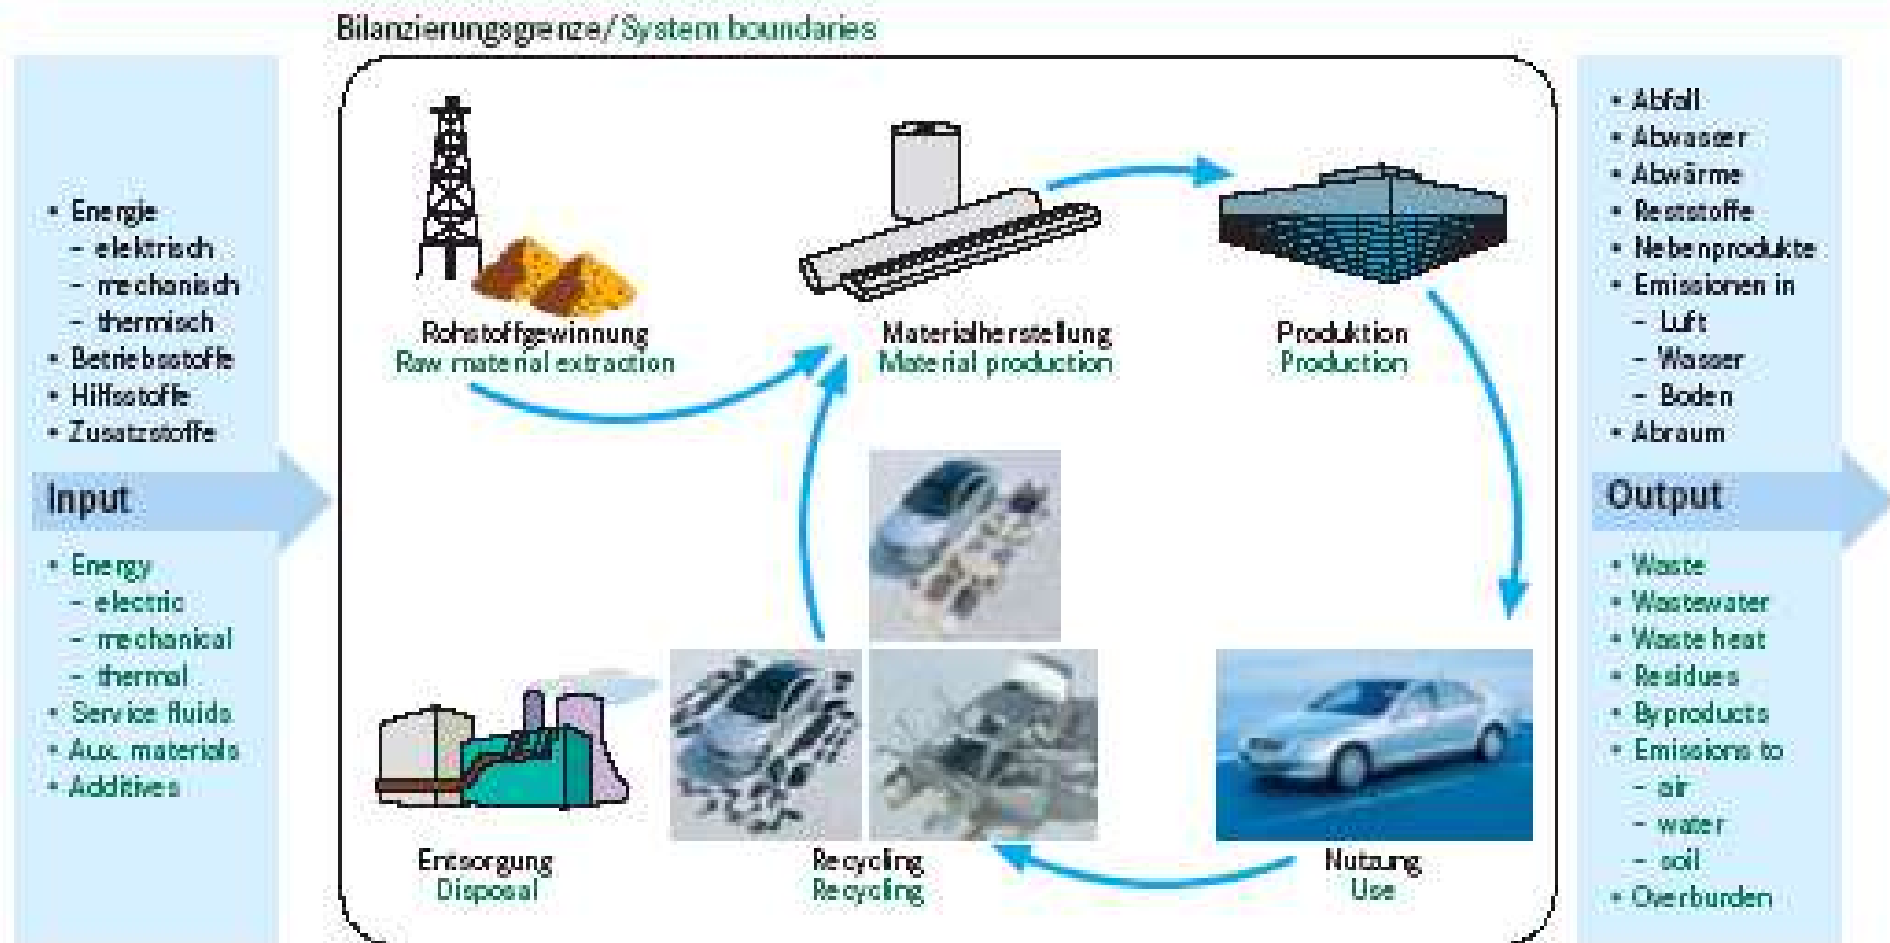 Bilanzierungsgrenze/System boundaries
• Energie
– elektrisch
– mechanisch
– thermisch
• Betriebsstoffe
• Hilfsstoffe
• Zusatzstoffe
Input
• Energy
– electric
– mechanical
– thermal
• Service fluids
• Aux. materials
• Additives
Rohstoffgewinnung
Raw material extraction
Materialherstellung
Material production
Produktion
Production
Entsorgung
Disposal
Recycling
Recycling
Nutzung
Use
• Abfall
• Abwasser
• Abwärme
• Reststoffe
• Nebenprodukte
• Emissionen in
– Luft
– Wasser
– Boden
• Abraum
Output
• Waste
• Wastewater
• Waste heat
• Residues
• Byproducts
• Emissions to
– air
– water
– soil
• Overburden